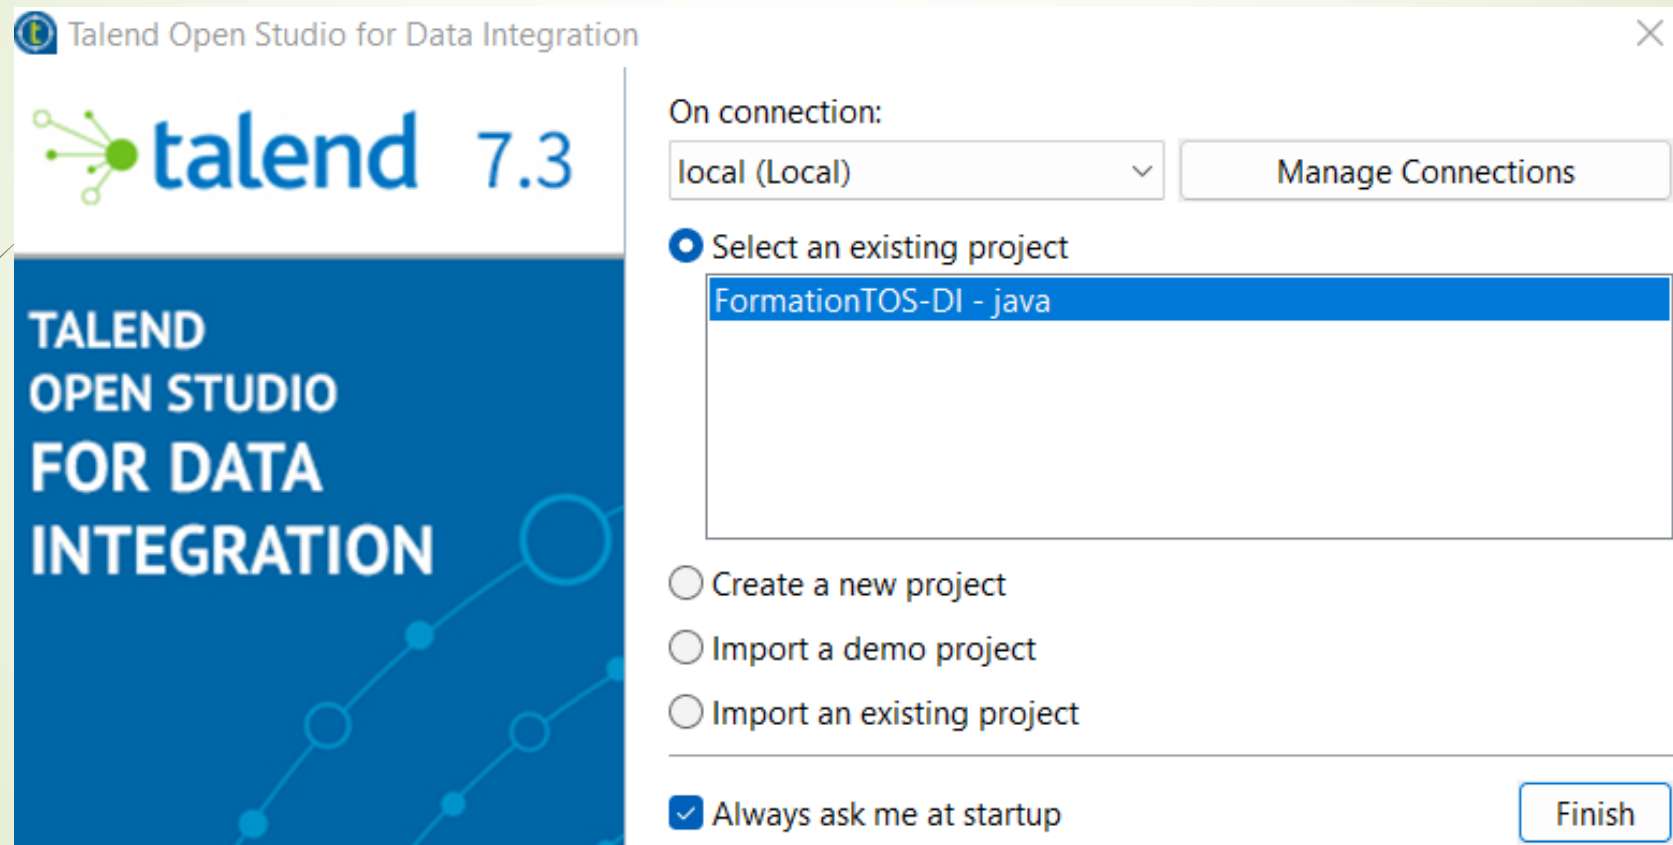 Talend Open Studio for Data Integration
talend 7.3
TALEND
OPEN STUDIO
FOR DATA
INTEGRATION
On connection:
local (Local)
Manage Connections
Select an existing project
FormationTOS-DI - java
Create a new project
Import a demo project
Import an existing project
Always ask me at startup
Finish